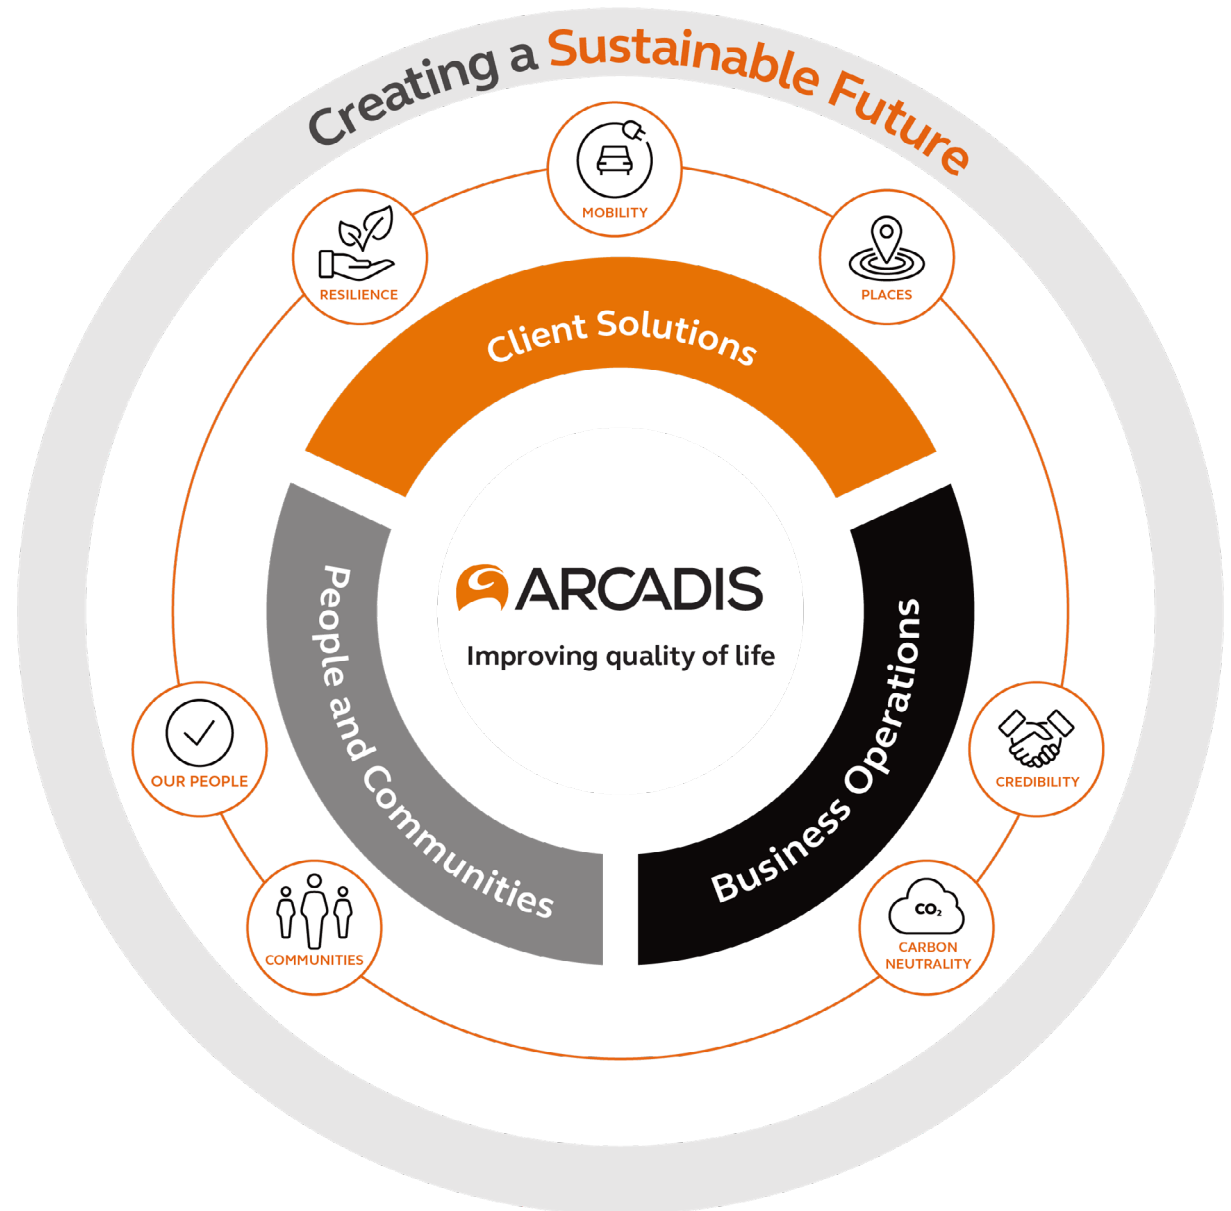 Creating a Sustainable Future
MOBILITY
RESILIENCE
PLACES
Client Solutions
ARCADIS
Improving quality of life
People and Communities
Business Operations
OUR PEOPLE
CREDIBILITY
COMMUNITIES
CO₂
CARBON
NEUTRALITY